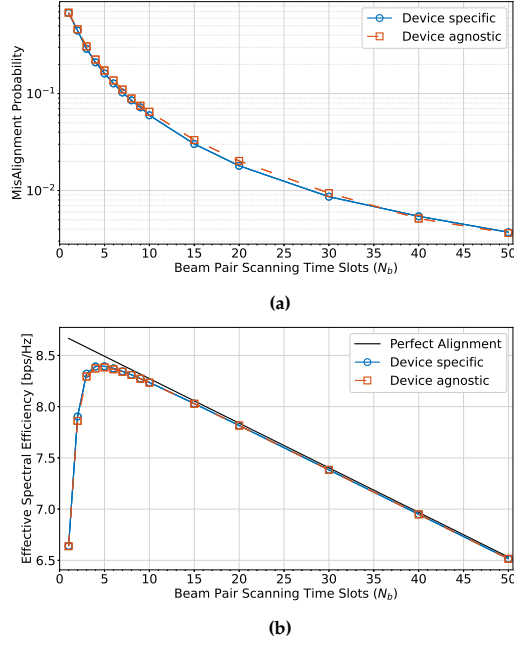 MisAlignment Probability
10⁻¹
10⁻²
Device specific
Device agnostic
0 5 10 15 20 25 30 35 40 45 50
Beam Pair Scanning Time Slots (N_b)
(a)
Effective Spectral Efficiency [bps/Hz]
8.5
8.0
7.5
7.0
6.5
Perfect Alignment
Device specific
Device agnostic
0 5 10 15 20 25 30 35 40 45 50
Beam Pair Scanning Time Slots (N_b)
(b)